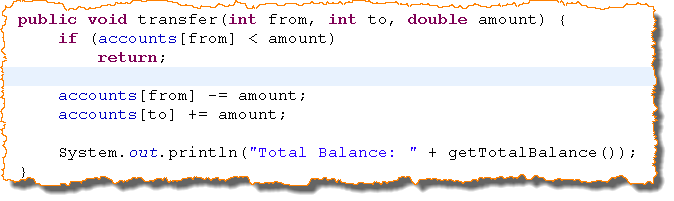 public void transfer(int from, int to, double amount) {
    if (accounts[from] < amount)
        return;

    accounts[from] -= amount;
    accounts[to] += amount;

    System.out.println("Total Balance: " + getTotalBalance());
}